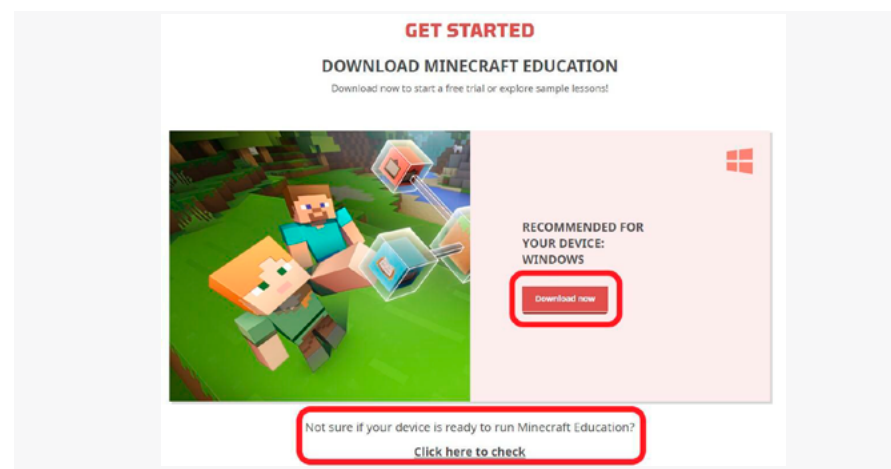 GET STARTED
DOWNLOAD MINECRAFT EDUCATION
Download now to start a free trial or explore sample lessons!
RECOMMENDED FOR
YOUR DEVICE:
WINDOWS
Download now
Not sure if your device is ready to run Minecraft Education?
Click here to check